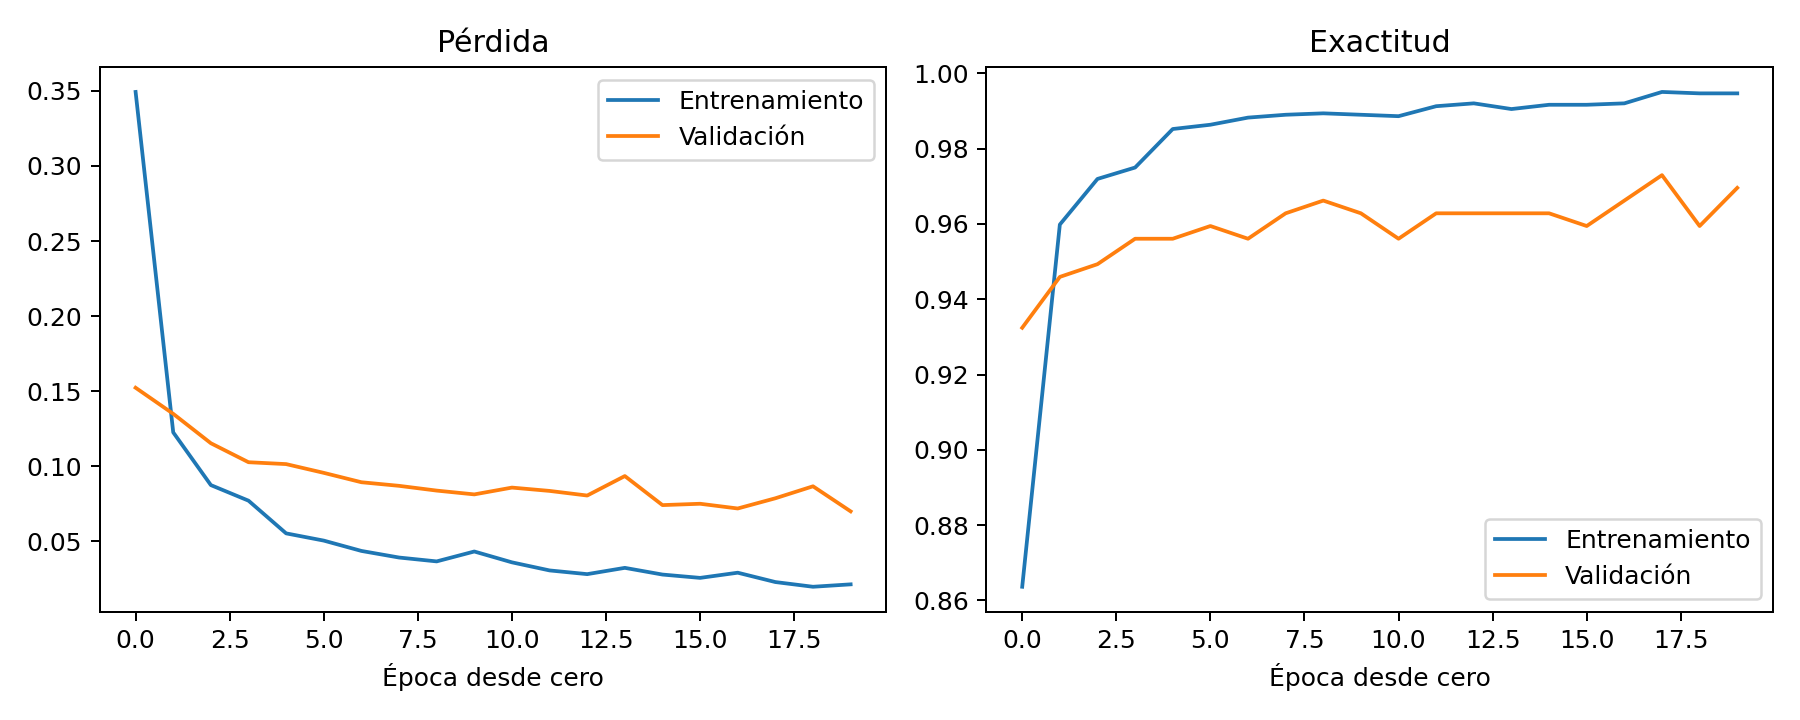 Pérdida
0.35
0.30
0.25
0.20
0.15
0.10
0.05
Entrenamiento
Validación
0.0 2.5 5.0 7.5 10.0 12.5 15.0 17.5
Época desde cero
Exactitud
1.00
0.98
0.96
0.94
0.92
0.90
0.88
0.86
Entrenamiento
Validación
0.0 2.5 5.0 7.5 10.0 12.5 15.0 17.5
Época desde cero